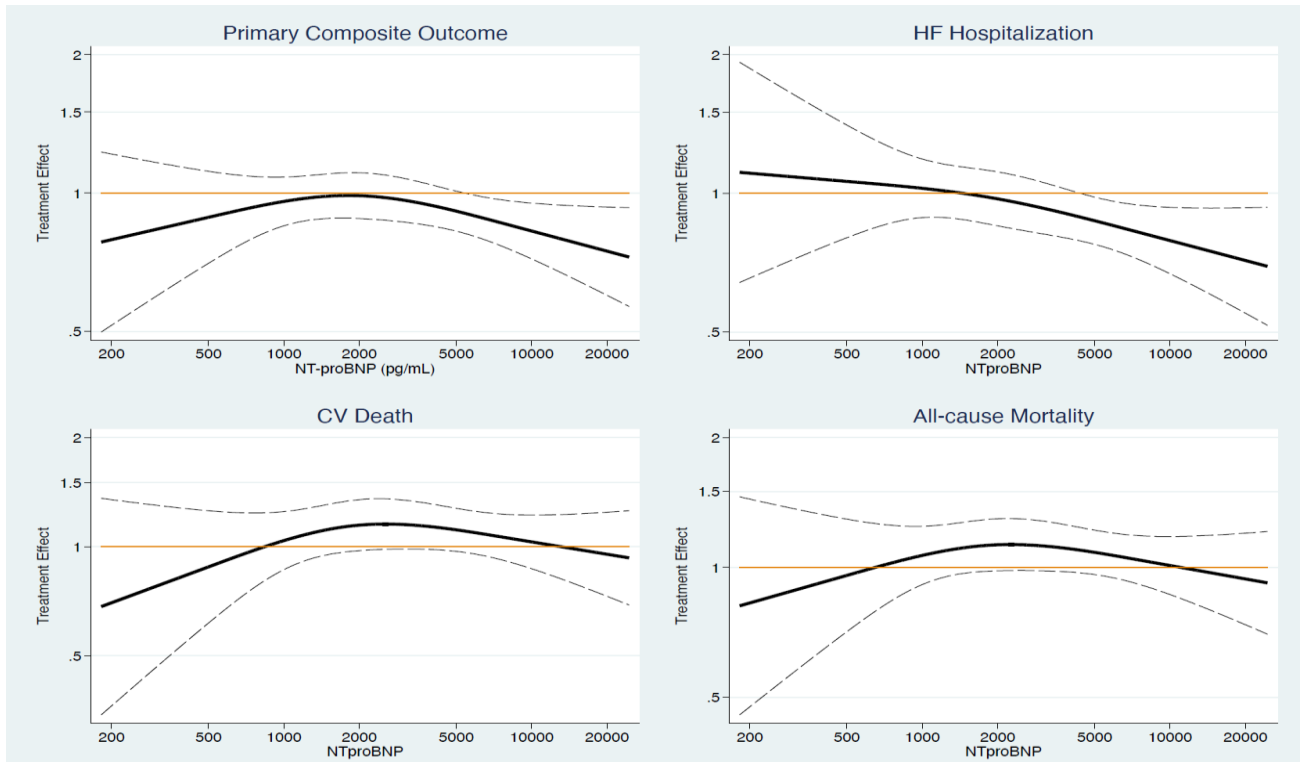 Primary Composite Outcome
2
1.5
1
.5
Treatment Effect
200 500 1000 2000 5000 10000 20000
NT-proBNP (pg/mL)
HF Hospitalization
2
1.5
1
.5
Treatment Effect
200 500 1000 2000 5000 10000 20000
NTproBNP
CV Death
2
1.5
1
.5
Treatment Effect
200 500 1000 2000 5000 10000 20000
NTproBNP
All-cause Mortality
2
1.5
1
.5
Treatment Effect
200 500 1000 2000 5000 10000 20000
NTproBNP